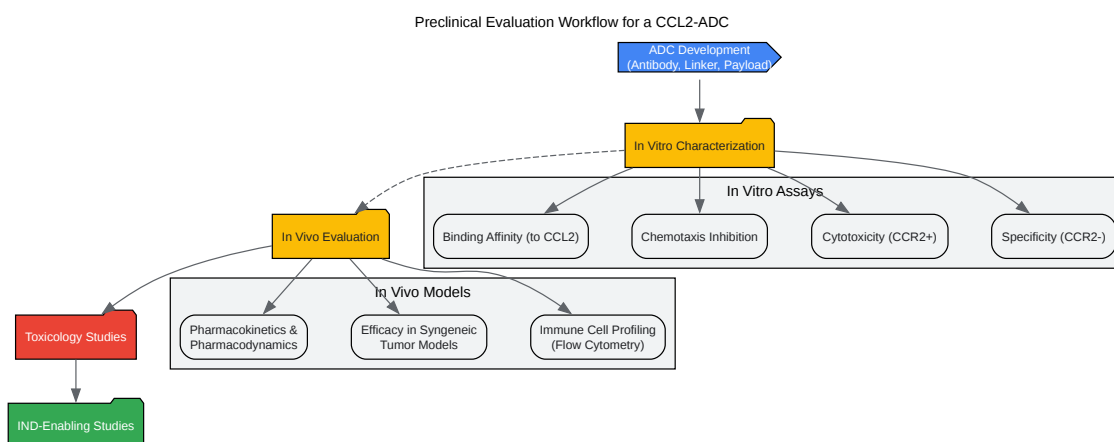 Preclinical Evaluation Workflow for a CCL2-ADC
ADC Development
(Antibody, Linker, Payload)
In Vitro Characterization
In Vitro Assays
Binding Affinity (to CCL2)
Chemotaxis Inhibition
Cytotoxicity (CCR2+)
Specificity (CCR2-)
In Vivo Evaluation
In Vivo Models
Pharmacokinetics &
Pharmacodynamics
Efficacy in Syngeneic
Tumor Models
Immune Cell Profiling
(Flow Cytometry)
Toxicology Studies
IND-Enabling Studies